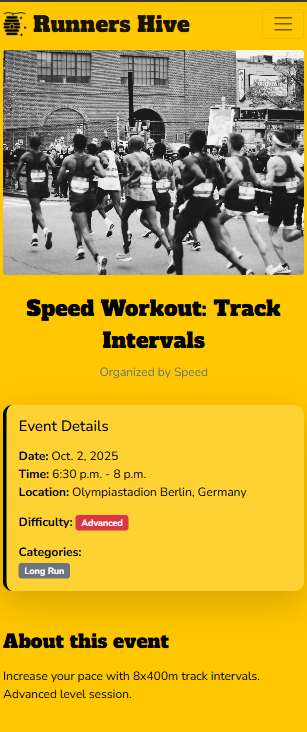 Runners Hive
Speed Workout: Track
Intervals
Organized by Speed
Event Details
Date: Oct. 2, 2025
Time: 6:30 p.m. - 8 p.m.
Location: Olympiastadion Berlin, Germany
Difficulty: Advanced
Categories:
Long Run
About this event
Increase your pace with 8x400m track intervals.
Advanced level session.